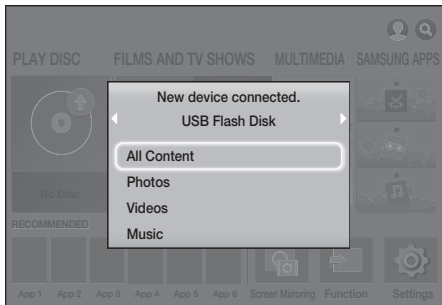 PLAY DISC FILMS AND TV SHOWS MULTIMEDIA SAMSUNG APPS
New device connected.
USB Flash Disk
All Content
Photos
Videos
Music
No Disc
RECOMMENDED
App 1 App 2 App 3 App 4 App 5 App 6 Screen Mirroring Function Settings